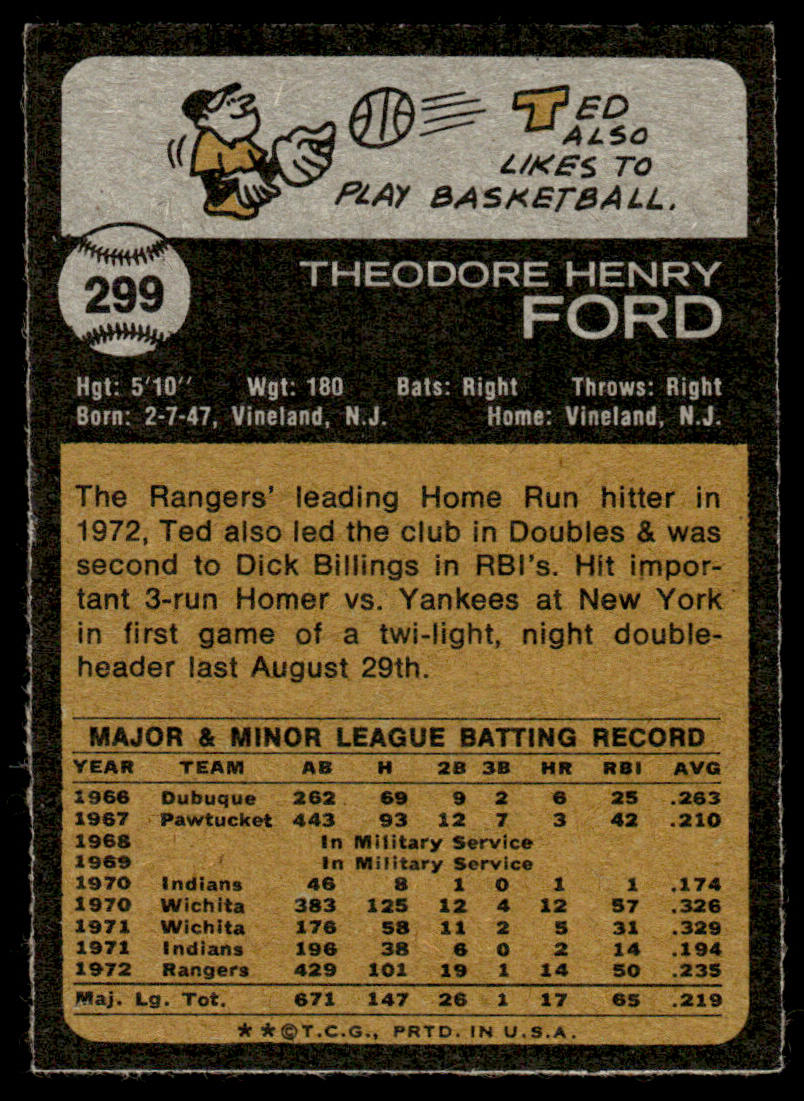 TED
ALSO
LIKES TO
PLAY BASKETBALL.
299
THEODORE HENRY
FORD
Hgt: 5'10" Wgt: 180 Bats: Right Throws: Right
Born: 2-7-47, Vineland, N.J. Home: Vineland, N.J.
The Rangers' leading Home Run hitter in
1972, Ted also led the club in Doubles & was
second to Dick Billings in RBI's. Hit impor-
tant 3-run Homer vs. Yankees at New York
in first game of a twi-light, night double-
header last August 29th.
MAJOR & MINOR LEAGUE BATTING RECORD
YEAR TEAM AB H 2B 3B HR RBI AVG
1966 Dubuque 262 69 9 2 6 25 .263
1967 Pawtucket 443 93 12 7 3 42 .210
1968 In Military Service
1969 In Military Service
1970 Indians 46 8 1 0 1 1 .174
1970 Wichita 383 125 12 4 12 57 .326
1971 Wichita 176 58 11 2 5 31 .329
1971 Indians 196 38 6 0 2 14 .194
1972 Rangers 429 101 19 1 14 50 .235
Maj. Lg. Tot. 671 147 26 1 17 65 .219
**©T.C.G., PRTD. IN U.S.A.